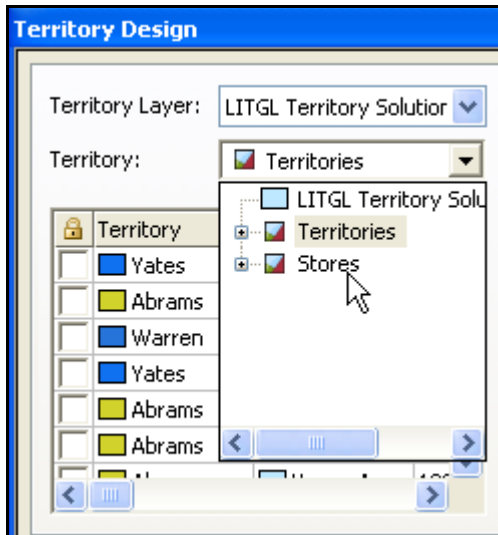 Territory Design
Territory Layer: LITGL Territory Solution
Territory: Territories
LITGL Territory Solu
Territories
Stores
Territory
Yates
Abrams
Warren
Yates
Abrams
Abrams